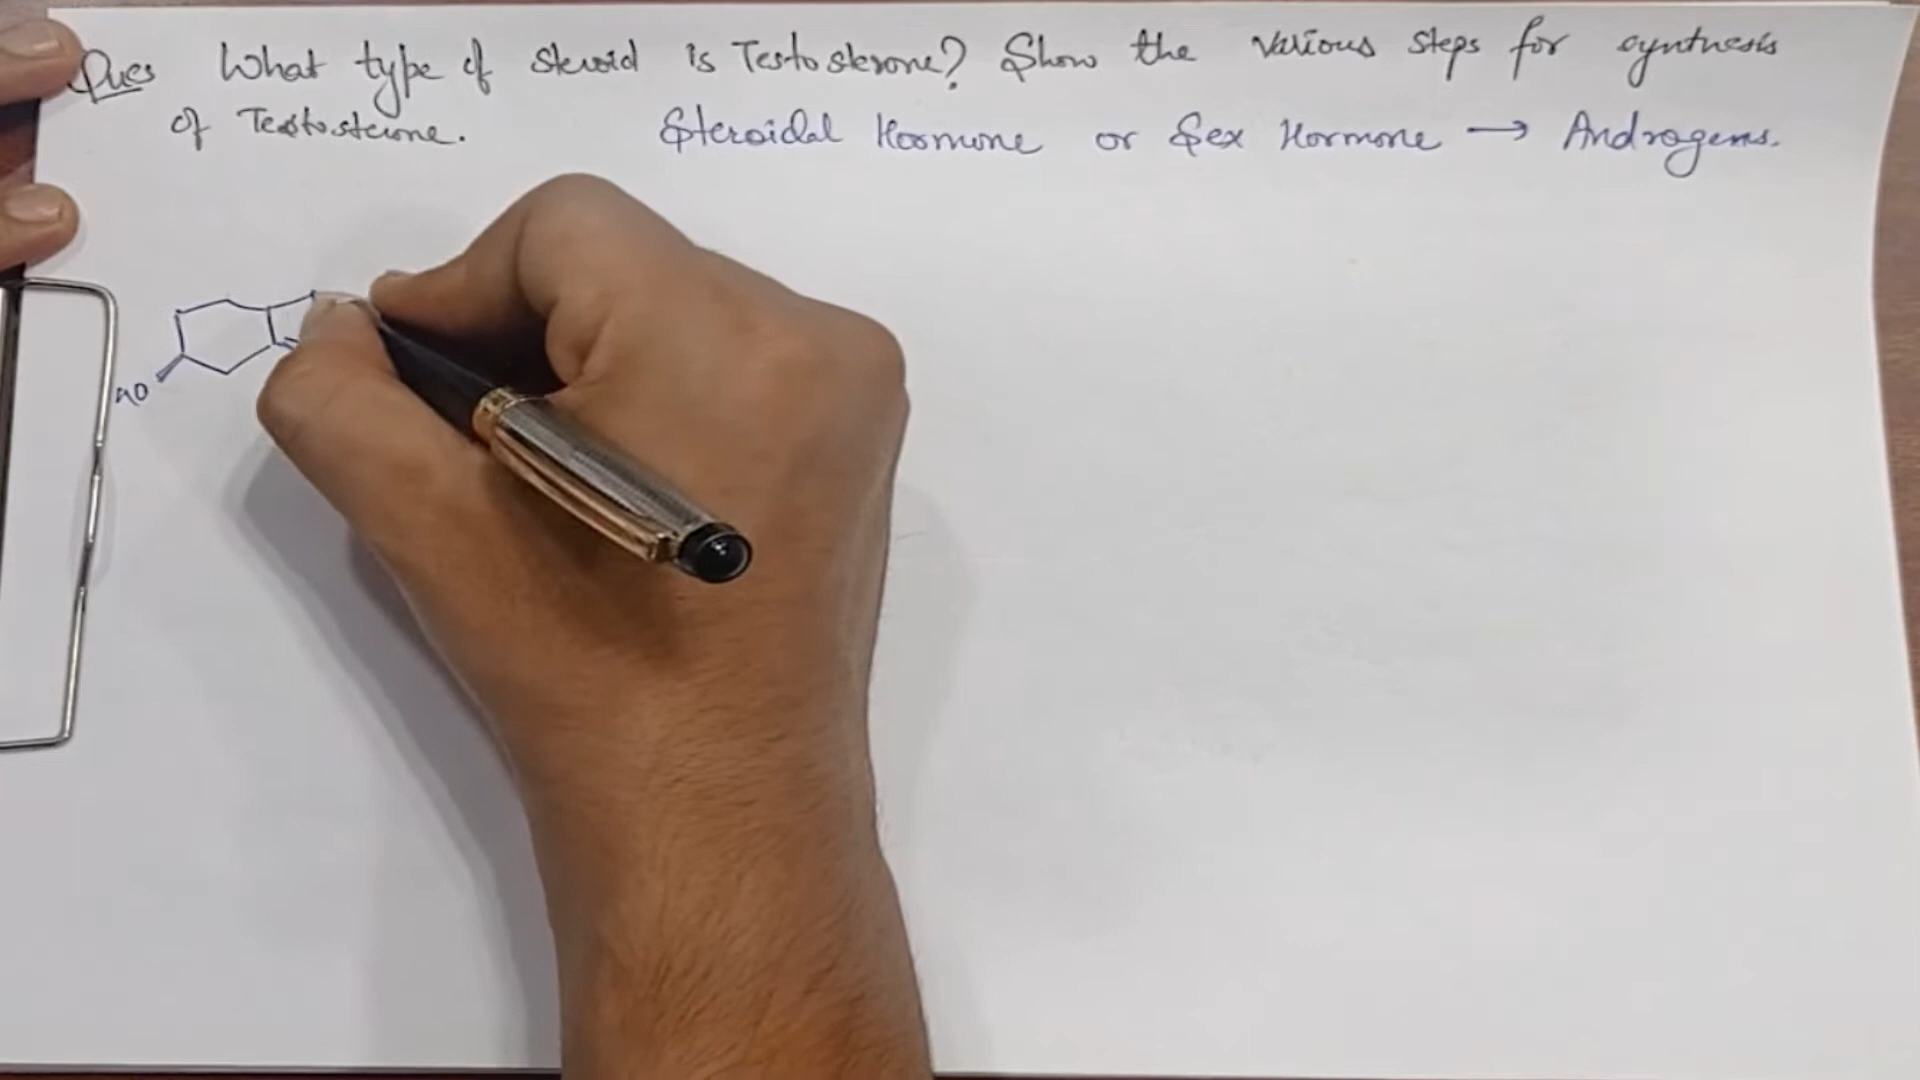 Ques What type of steroid is Testosterone? Show the various steps for synthesis
of Testosterone. Steroidal Hormone or Sex Hormone → Androgens.
HO